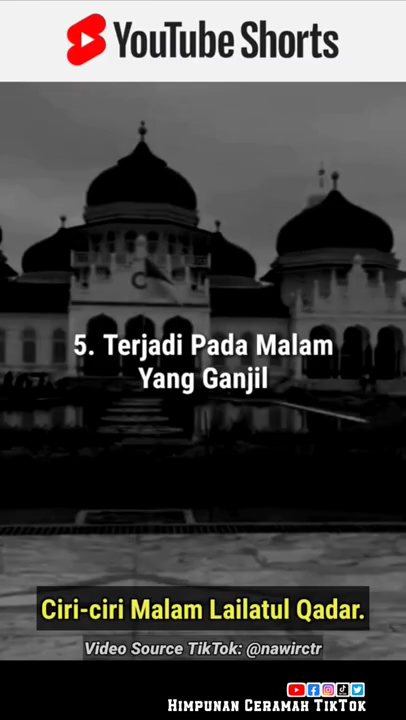 YouTube Shorts
5. Terjadi Pada Malam
Yang Ganjil
Ciri-ciri Malam Lailatul Qadar.
Video Source TikTok: @nawirctr
Himpunan Ceramah TikTok